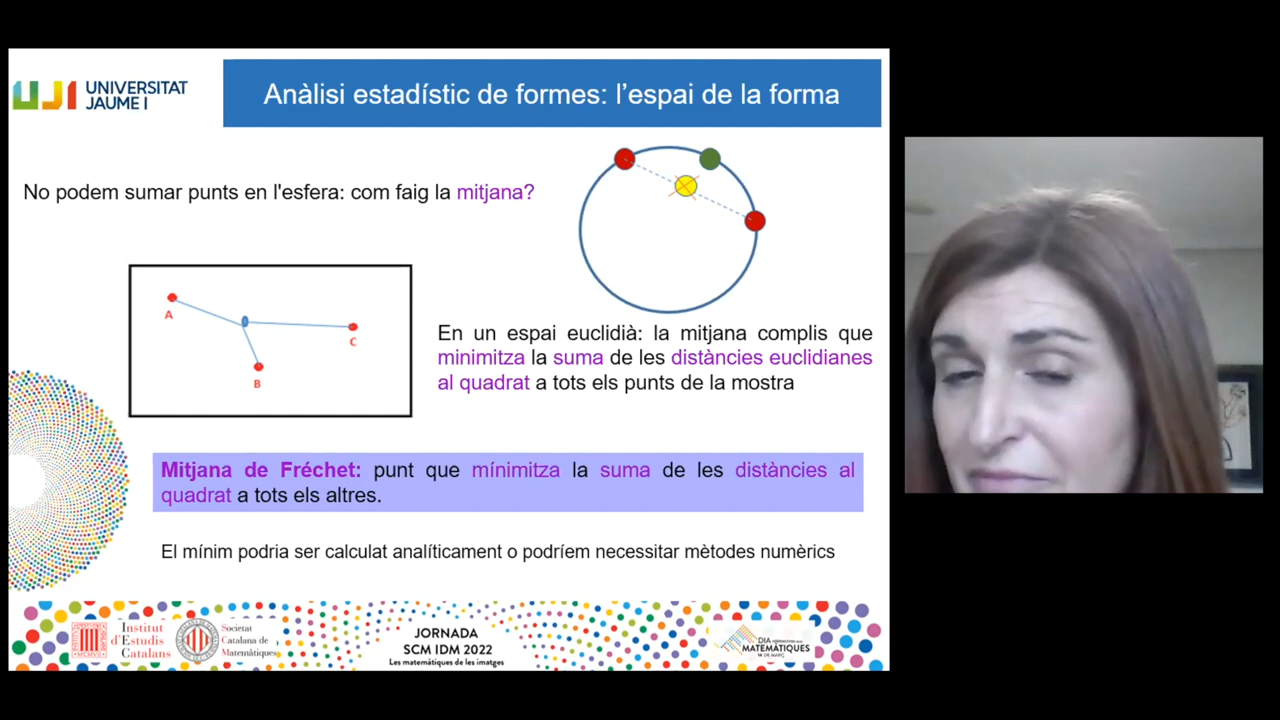 UJI UNIVERSITAT
JAUME I
Anàlisi estadístic de formes: l'espai de la forma
No podem sumar punts en l'esfera: com faig la mitjana?
A
C
B
En un espai euclidià: la mitjana complis que
minimitza la suma de les distàncies euclidianes
al quadrat a tots els punts de la mostra
Mitjana de Fréchet: punt que mínimitza la suma de les distàncies al
quadrat a tots els altres.
El mínim podria ser calculat analíticament o podríem necessitar mètodes numèrics
Institut
d'Estudis
Catalans
Societat
Catalana de
Matemàtiques
JORNADA
SCM IDM 2022
Les matemàtiques de les imatges
DIA
MATEMÀTIQUES
14 DE MARÇ